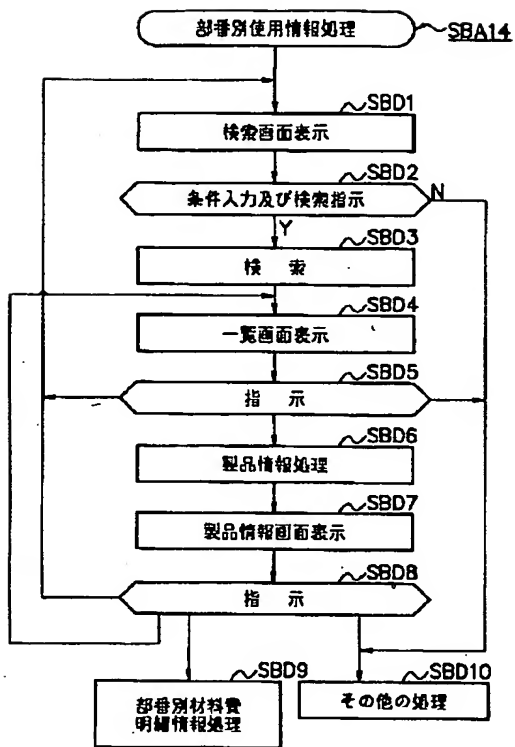 部番別使用情報処理
SBA14
SBD1
検索画面表示
SBD2
条件入力及び検索指示
N
Y
SBD3
検 索
SBD4
一覧画面表示
SBD5
指 示
SBD6
製品情報処理
SBD7
製品情報画面表示
SBD8
指 示
SBD9
部番別材料費
明細情報処理
SBD10
その他の処理